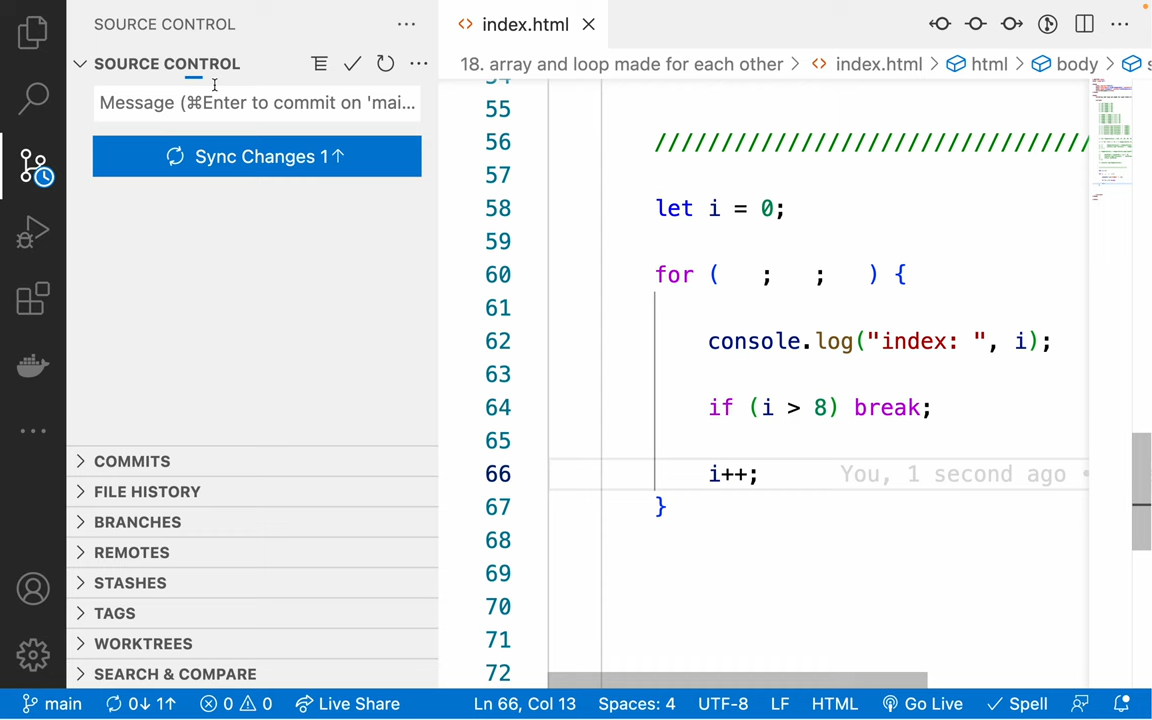 SOURCE CONTROL
SOURCE CONTROL
Message (⌘Enter to commit on 'mai...
Sync Changes 1↑
COMMITS
FILE HISTORY
BRANCHES
REMOTES
STASHES
TAGS
WORKTREES
SEARCH & COMPARE
index.html
18. array and loop made for each other > index.html > html > body >
55
56 ////////////////////////////////
57
58 let i = 0;
59
60 for ( ; ; ) {
61
62 console.log("index: ", i);
63
64 if (i > 8) break;
65
66 i++; You, 1 second ago •
67 }
68
69
70
71
72
main 0↓ 1↑ 0 0 Live Share Ln 66, Col 13 Spaces: 4 UTF-8 LF HTML Go Live Spell